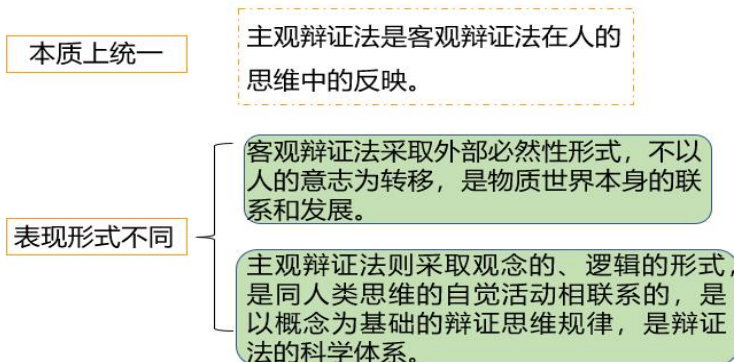 本质上统一
主观辩证法是客观辩证法在人的
思维中的反映。
表现形式不同
客观辩证法采取外部必然性形式，不以
人的意志为转移，是物质世界本身的联
系和发展。
主观辩证法则采取观念的、逻辑的形式，
是同人类思维的自觉活动相联系的，是
以概念为基础的辩证思维规律，是辩证
法的科学体系。